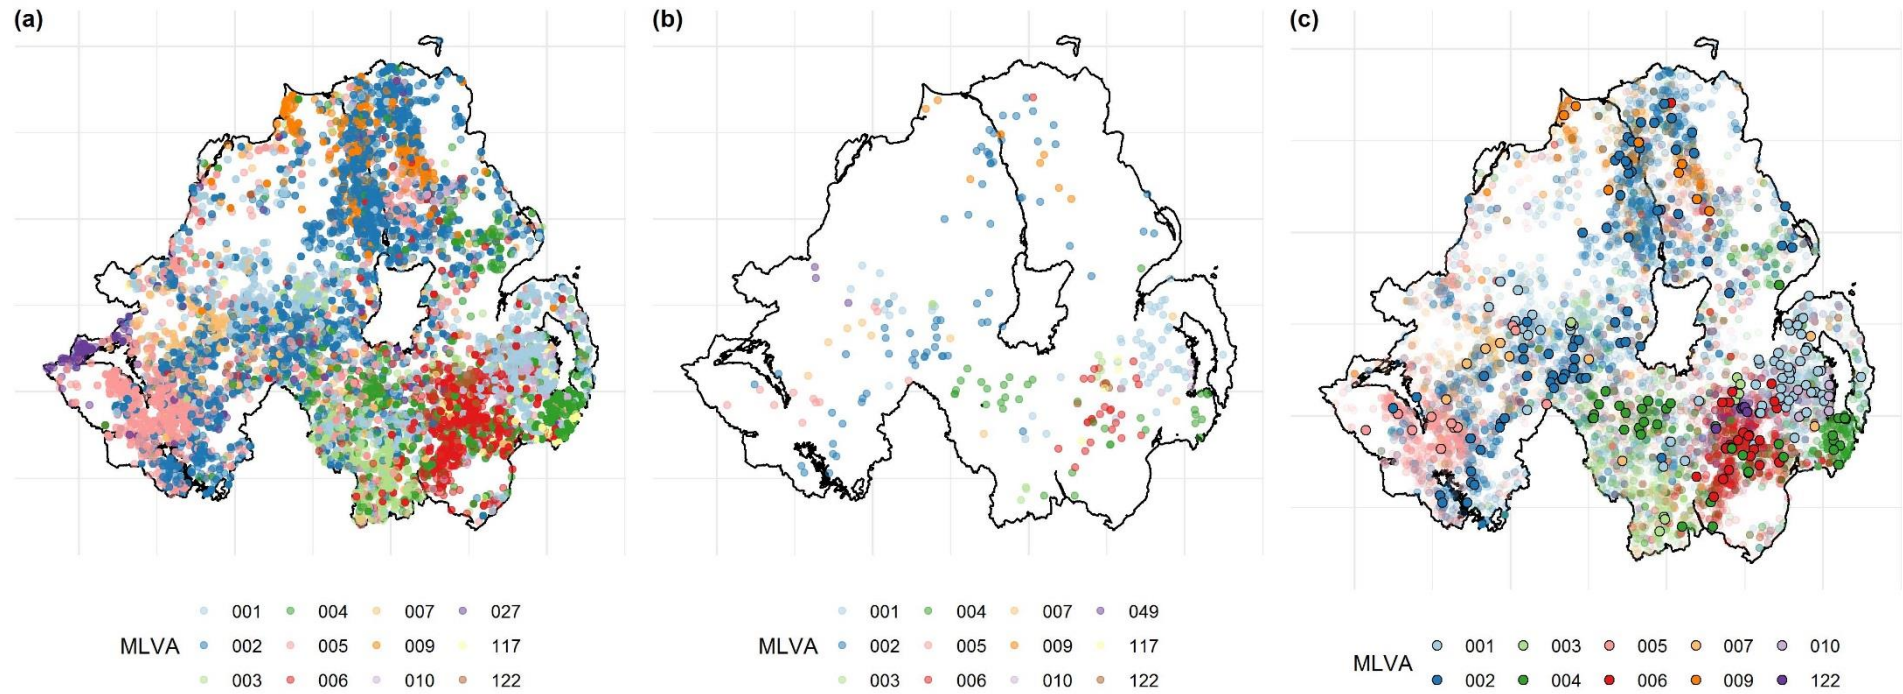 (a)
001 004 007 027
MLVA 002 005 009 117
003 006 010 122
(b)
001 004 007 049
MLVA 002 005 009 117
003 006 010 122
(c)
MLVA 001 003 005 007 010
002 004 006 009 122